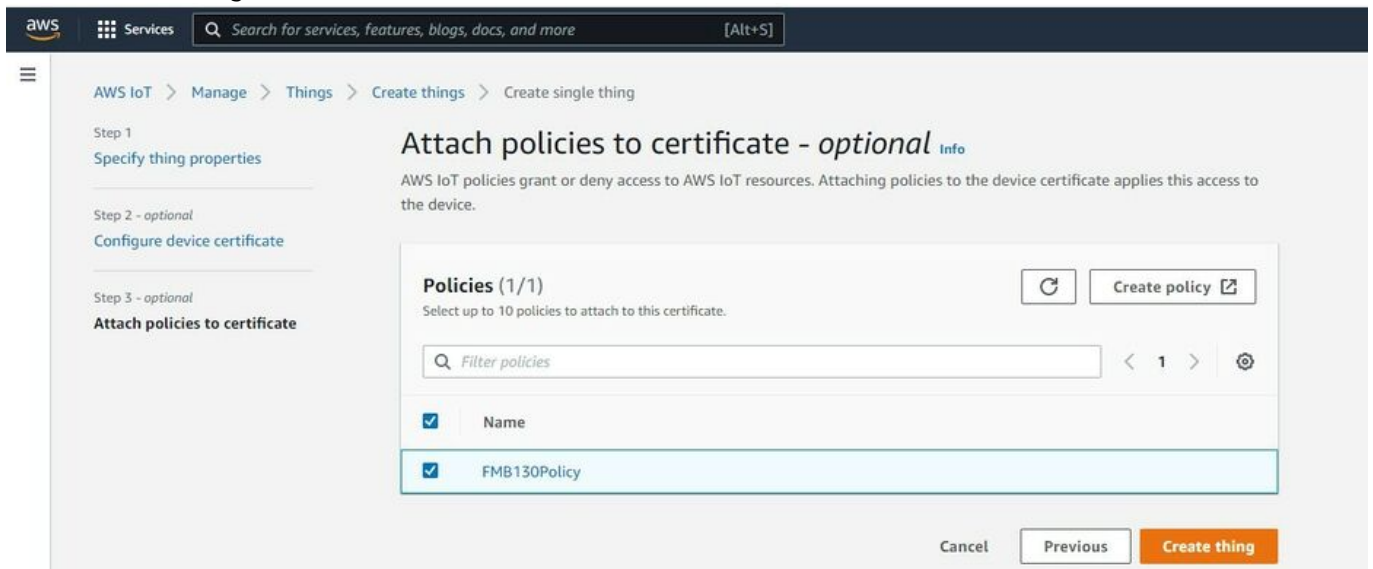 aws
Services
Search for services, features, blogs, docs, and more
[Alt+S]
AWS IoT > Manage > Things > Create things > Create single thing
Step 1
Specify thing properties
Step 2 - optional
Configure device certificate
Step 3 - optional
Attach policies to certificate
Attach policies to certificate - optional Info
AWS IoT policies grant or deny access to AWS IoT resources. Attaching policies to the device certificate applies this access to
the device.
Policies (1/1)
Select up to 10 policies to attach to this certificate.
Create policy
Filter policies
< 1 >
Name
FMB130Policy
Cancel
Previous
Create thing